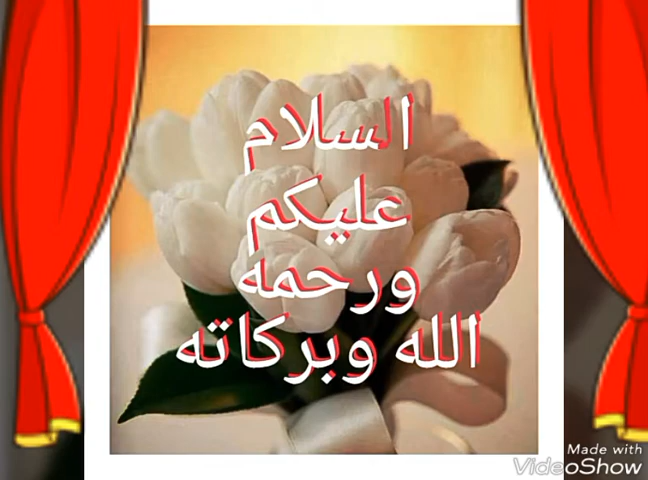 السلام
عليكم
ورحمه
الله وبركاته
Made with
VideoShow